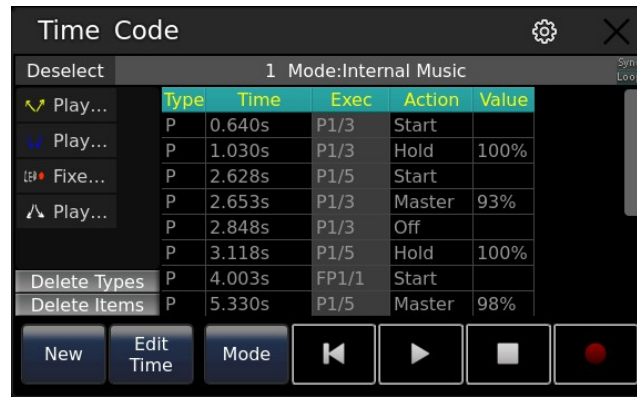 Time Code
Deselect 1 Mode:Internal Music Syn
Loo
Play...
Play...
Fixe...
Play...
Type Time Exec Action Value
P 0.640s P1/3 Start
P 1.030s P1/3 Hold 100%
P 2.628s P1/5 Start
P 2.653s P1/3 Master 93%
P 2.848s P1/3 Off
P 3.118s P1/5 Hold 100%
P 4.003s FP1/1 Start
P 5.330s P1/5 Master 98%
Delete Types
Delete Items
New
Edit
Time
Mode